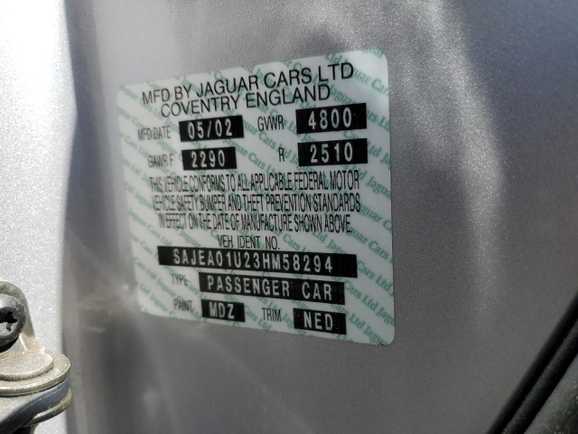 MFD BY JAGUAR CARS LTD
COVENTRY ENGLAND
MFD DATE 05/02 GVWR 4800
GAWR F 2290 R 2510
THIS VEHICLE CONFORMS TO ALL APPLICABLE FEDERAL MOTOR
VEHICLE SAFETY BUMPER AND THEFT PREVENTION STANDARDS
IN EFFECT ON THE DATE OF MANUFACTURE SHOWN ABOVE.
VEH IDENT NO.
SAJEA01U23HM58294
TYPE PASSENGER CAR
PAINT MDZ TRIM NED